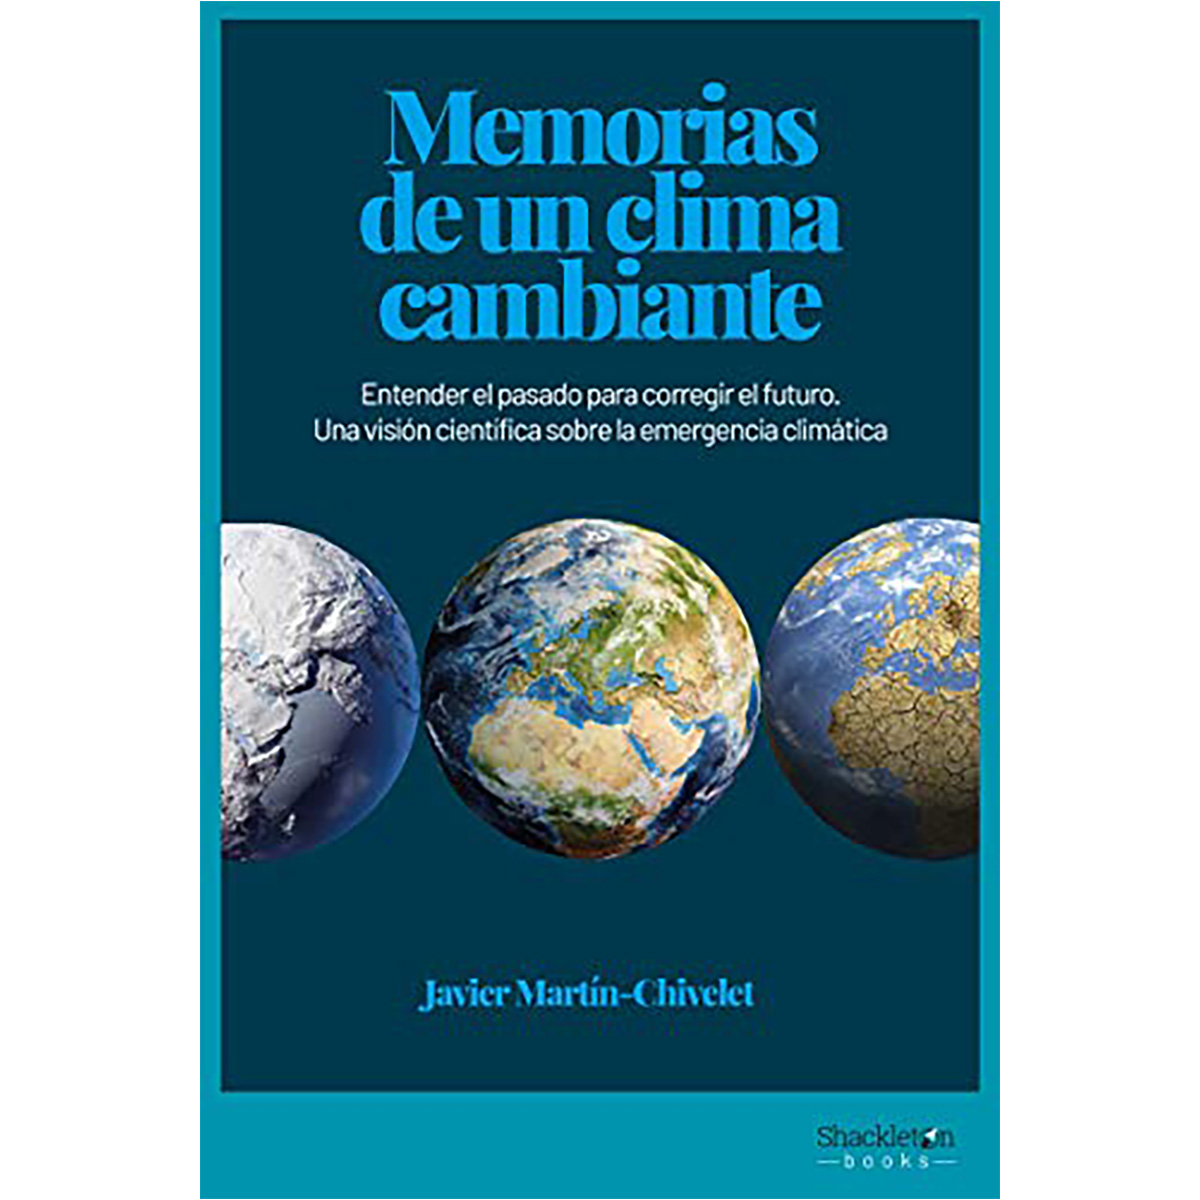 Memorias
de un clima
cambiante
Entender el pasado para corregir el futuro.
Una visión científica sobre la emergencia climática
Javier Martín-Chivelet
Shackleton
books